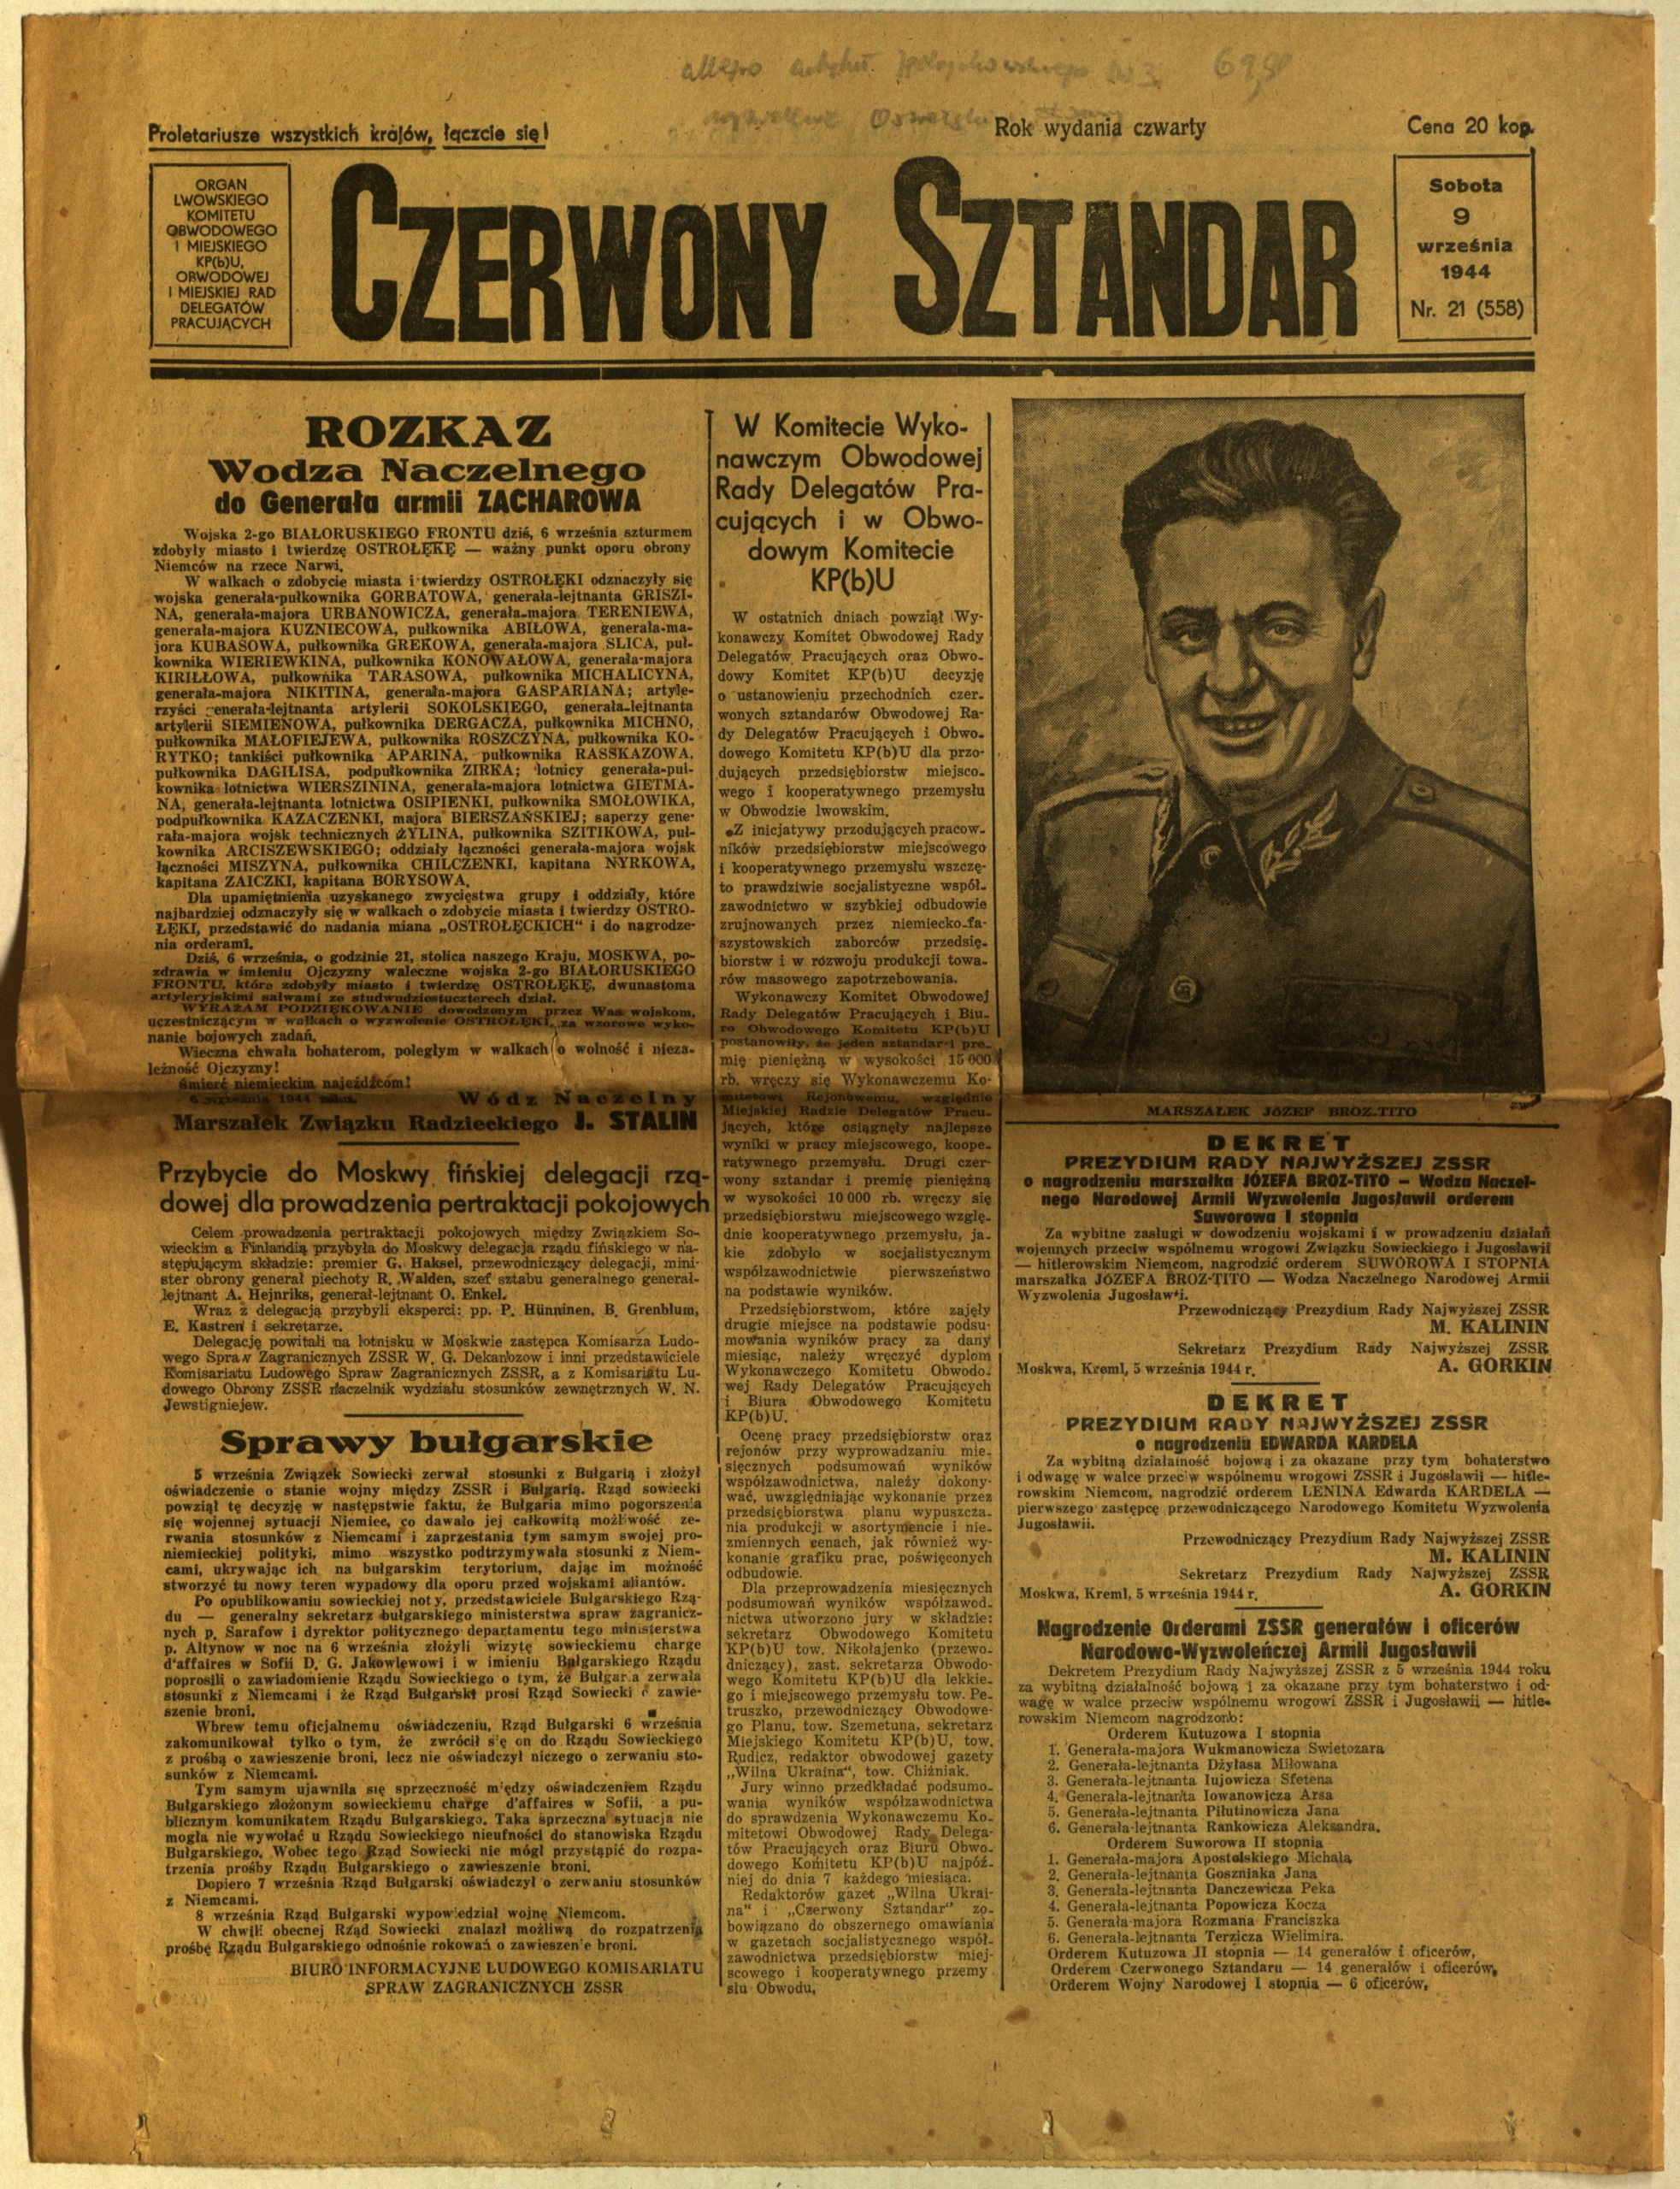 Proletariusze wszystkich krajów, łączcie się!
Rok wydania czwarty
Cena 20 kop.
ORGAN
LWOWSKIEGO
KOMITETU
OBWODOWEGO
I MIEJSKIEGO
KP(b)U,
OBWODOWEJ
I MIEJSKIEJ RAD
DELEGATÓW
PRACUJĄCYCH
CZERWONY SZTANDAR
Sobota
9
września
1944
Nr. 21 (558)
ROZKAZ
Wodza Naczelnego
do Generała armii ZACHAROWA
Wojska 2-go BIAŁORUSKIEGO FRONTU dziś, 6 września szturmem
zdobyły miasto i twierdzę OSTROŁĘKĘ — ważny punkt oporu obrony
Niemców na rzece Narwi.
W walkach o zdobycie miasta i twierdzy OSTROŁĘKI odznaczyły się
wojska generała-pułkownika GORBATOWA, generała-lejtnanta GRISZI-
NA, generała-majora URBANOWICZA, generała-majora TERENIEWA,
generała-majora KUZNIECOWA, pułkownika ABIŁOWA, generała-ma-
jora KUBASOWA, pułkownika GREKOWA, generała-majora SLICA, puł-
kownika WIERIEWKINA, pułkownika KONOWAŁOWA, generała-majora
KIRIŁŁOWA, pułkownika TARASOWA, pułkownika MICHALICYNA,
generała-majora NIKITINA, generała-majora GASPARIANA; artyle-
rzyści generała-lejtnanta artylerii SOKOLSKIEGO, generała-lejtnanta
artylerii SIEMIENOWA, pułkownika DERGACZA, pułkownika MICHNO,
pułkownika MAŁOFIEJEWA, pułkownika ROSZCZYNA, pułkownika KO-
RYTKO; tankiści pułkownika APARINA, pułkownika RASSKAZOWA,
pułkownika DAGILISA, podpułkownika ZIRKA; lotnicy generała-puł-
kownika lotnictwa WIERSZININA, generała-majora lotnictwa GIETMA-
NA, generała-lejtnanta lotnictwa OSIPIENKI, pułkownika SMOŁOWIKA,
podpułkownika KAZACZENKI, majora BIERSZAŃSKIEJ; saperzy gene-
rała-majora wojsk technicznych ŻYLINA, pułkownika SZITIKOWA, puł-
kownika ARCISZEWSKIEGO; oddziały łączności generała-majora wojsk
łączności MISZYNA, pułkownika CHILCZENKI, kapitana NYRKOWA,
kapitana ZAICZKI, kapitana BORYSOWA.
Dla upamiętnienia uzyskanego zwycięstwa grupy i oddziały, które
najbardziej odznaczyły się w walkach o zdobycie miasta i twierdzy OSTRO-
ŁĘKI, przedstawić do nadania miana „OSTROŁĘCKICH" i do nagrodze-
nia orderami.
Dziś, 6 września, o godzinie 21, stolica naszego Kraju, MOSKWA, po-
zdrawia w imieniu Ojczyzny waleczne wojska 2-go BIAŁORUSKIEGO
FRONTU, które zdobyły miasto i twierdzę OSTROŁĘKĘ, dwunastoma
artyleryjskimi salwami ze studwudziestuczterech dział.
WYRAŻAM PODZIĘKOWANIE dowodzonym przez Was wojskom,
uczestniczącym w walkach o wyzwolenie OSTROŁĘKI, za wzorowe wyko-
nanie bojowych zadań.
Wieczna chwała bohaterom, poległym w walkach o wolność i nieza-
leżność Ojczyzny!
Śmierć niemieckim najeźdźcom!
6 września 1944 roku.
Wódz Naczelny
Marszałek Związku Radzieckiego J. STALIN
Przybycie do Moskwy fińskiej delegacji rzą-
dowej dla prowadzenia pertraktacji pokojowych
Celem prowadzenia pertraktacji pokojowych między Związkiem So-
wieckim a Finlandią przybyła do Moskwy delegacja rządu fińskiego w na-
stępującym składzie: premier G. Haksel, przewodniczący delegacji, mini-
ster obrony generał piechoty R. Walden, szef sztabu generalnego generał-
lejtnant A. Hejnriks, generał-lejtnant O. Enkel.
Wraz z delegacją przybyli eksperci: pp. P. Hünninen, B. Grenblum,
E. Kastren i sekretarze.
Delegację powitali na lotnisku w Moskwie zastępca Komisarza Ludo-
wego Spraw Zagranicznych ZSSR W. G. Dekanozow i inni przedstawiciele
Komisariatu Ludowego Spraw Zagranicznych ZSSR, a z Komisariatu Lu-
dowego Obrony ZSSR naczelnik wydziału stosunków zewnętrznych W. N.
Jewstigniejew.
Sprawy bułgarskie
5 września Związek Sowiecki zerwał stosunki z Bułgarią i złożył
oświadczenie o stanie wojny między ZSSR i Bułgarią. Rząd sowiecki
powziął tę decyzję w następstwie faktu, że Bułgaria mimo pogorszenia
się wojennej sytuacji Niemiec, co dawało jej całkowitą możliwość ze-
rwania stosunków z Niemcami i zaprzestania tym samym swojej pro-
niemieckiej polityki, mimo wszystko podtrzymywała stosunki z Niem-
cami, ukrywając ich na bułgarskim terytorium, dając im możność
stworzyć tu nowy teren wypadowy dla oporu przed wojskami aliantów.
Po opublikowaniu sowieckiej noty, przedstawiciele Bułgarskiego Rzą-
du — generalny sekretarz bułgarskiego ministerstwa spraw zagranicz-
nych p. Sarafow i dyrektor politycznego departamentu tego ministerstwa
p. Altynow w noc na 6 września złożyli wizytę sowieckiemu charge
d'affaires w Sofii D. G. Jakowlewowi i w imieniu Bułgarskiego Rządu
poprosili o zawiadomienie Rządu Sowieckiego o tym, że Bułgaria zerwała
stosunki z Niemcami i że Rząd Bułgarski prosi Rząd Sowiecki o zawie-
szenie broni.
Wbrew temu oficjalnemu oświadczeniu, Rząd Bułgarski 6 września
zakomunikował tylko o tym, że zwrócił się on do Rządu Sowieckiego
z prośbą o zawieszenie broni, lecz nie oświadczył niczego o zerwaniu sto-
sunków z Niemcami.
Tym samym ujawniła się sprzeczność między oświadczeniem Rządu
Bułgarskiego złożonym sowieckiemu charge d'affaires w Sofii, a pu-
blicznym komunikatem Rządu Bułgarskiego. Taka sprzeczna sytuacja nie
mogła nie wywołać u Rządu Sowieckiego nieufności do stanowiska Rządu
Bułgarskiego. Wobec tego Rząd Sowiecki nie mógł przystąpić do rozpa-
trzenia prośby Rządu Bułgarskiego o zawieszenie broni.
Dopiero 7 września Rząd Bułgarski oświadczył o zerwaniu stosunków
z Niemcami.
8 września Rząd Bułgarski wypowiedział wojnę Niemcom.
W chwili obecnej Rząd Sowiecki znalazł możliwą do rozpatrzenia
prośbę Rządu Bułgarskiego odnośnie rokowań o zawieszenie broni.
BIURO INFORMACYJNE LUDOWEGO KOMISARIATU
SPRAW ZAGRANICZNYCH ZSSR
W Komitecie Wyko-
nawczym Obwodowej
Rady Delegatów Pra-
cujących i w Obwo-
dowym Komitecie
KP(b)U
W ostatnich dniach powziął Wy-
konawczy Komitet Obwodowej Rady
Delegatów Pracujących oraz Obwo-
dowy Komitet KP(b)U decyzję
o ustanowieniu przechodnich czer-
wonych sztandarów Obwodowej Ra-
dy Delegatów Pracujących i Obwo-
dowego Komitetu KP(b)U dla przo-
dujących przedsiębiorstw miejsco-
wego i kooperatywnego przemysłu
w Obwodzie lwowskim.
Z inicjatywy przodujących pracow-
ników przedsiębiorstw miejscowego
i kooperatywnego przemysłu wszczę-
to prawdziwie socjalistyczne współ-
zawodnictwo w szybkiej odbudowie
zrujnowanych przez niemiecko-fa-
szystowskich zaborców przedsię-
biorstw i w rozwoju produkcji towa-
rów masowego zapotrzebowania.
Wykonawczy Komitet Obwodowej
Rady Delegatów Pracujących i Biu-
ro Obwodowego Komitetu KP(b)U
postanowiły, że jeden sztandar i pre-
mię pieniężną w wysokości 15 000
rb. wręczy się Wykonawczemu Ko-
mitetowi Rejonowemu, względnie
Miejskiej Radzie Delegatów Pracu-
jących, które osiągnęły najlepsze
wyniki w pracy miejscowego, koope-
ratywnego przemysłu. Drugi czer-
wony sztandar i premię pieniężną
w wysokości 10 000 rb. wręczy się
przedsiębiorstwu miejscowego wzglę-
dnie kooperatywnego przemysłu, ja-
kie zdobyło w socjalistycznym
współzawodnictwie pierwszeństwo
na podstawie wyników.
Przedsiębiorstwom, które zajęły
drugie miejsce na podstawie podsu-
mowania wyników pracy za dany
miesiąc, należy wręczyć dyplom
Wykonawczego Komitetu Obwodo-
wej Rady Delegatów Pracujących
i Biura Obwodowego Komitetu
KP(b)U.
Ocenę pracy przedsiębiorstw oraz
rejonów przy wyprowadzaniu mie-
sięcznych podsumowań wyników
współzawodnictwa, należy dokony-
wać, uwzględniając wykonanie przez
przedsiębiorstwa planu wypuszcza-
nia produkcji w asortymencie i nie-
zmiennych cenach, jak również wy-
konanie grafiku prac, poświęconych
odbudowie.
Dla przeprowadzenia miesięcznych
podsumowań wyników współzawod-
nictwa utworzono jury w składzie:
sekretarz Obwodowego Komitetu
KP(b)U tow. Nikołajenko (przewo-
dniczący), zast. sekretarza Obwodo-
wego Komitetu KP(b)U dla lekkie-
go i miejscowego przemysłu tow. Pe-
truszko, przewodniczący Obwodowe-
go Planu, tow. Szemetuna, sekretarz
Miejskiego Komitetu KP(b)U, tow.
Rudicz, redaktor obwodowej gazety
„Wilna Ukraina", tow. Chiżniak.
Jury winno przedkładać podsumo-
wania wyników współzawodnictwa
do sprawdzenia Wykonawczemu Ko-
mitetowi Obwodowej Rady Delega-
tów Pracujących oraz Biuru Obwo-
dowego Komitetu KP(b)U najpóź-
niej do dnia 7 każdego miesiąca.
Redaktorów gazet „Wilna Ukrai-
na" i „Czerwony Sztandar" zo-
bowiązano do obszernego omawiania
w gazetach socjalistycznego współ-
zawodnictwa przedsiębiorstw miej-
scowego i kooperatywnego przemy
słu Obwodu.
MARSZAŁEK JÓZEF BROZ-TITO
DEKRET
PREZYDIUM RADY NAJWYŻSZEJ ZSSR
o nagrodzeniu marszałka JÓZEFA BROZ-TITO — Wodza Naczel-
nego Narodowej Armii Wyzwolenia Jugosławii orderem
Suworowa I stopnia
Za wybitne zasługi w dowodzeniu wojskami i w prowadzeniu działań
wojennych przeciw wspólnemu wrogowi Związku Sowieckiego i Jugosławii
— hitlerowskim Niemcom, nagrodzić orderem SUWOROWA I STOPNIA
marszałka JÓZEFA BROZ-TITO — Wodza Naczelnego Narodowej Armii
Wyzwolenia Jugosławii.
Przewodniczący Prezydium Rady Najwyższej ZSSR
M. KALININ
Sekretarz Prezydium Rady Najwyższej ZSSR
Moskwa, Kreml, 5 września 1944 r. A. GORKIN
DEKRET
PREZYDIUM RADY NAJWYŻSZEJ ZSSR
o nagrodzeniu EDWARDA KARDELA
Za wybitną działalność bojową i za okazane przy tym bohaterstwo
i odwagę w walce przeciw wspólnemu wrogowi ZSSR i Jugosławii — hitle-
rowskim Niemcom, nagrodzić orderem LENINA Edwarda KARDELA —
pierwszego zastępcę przewodniczącego Narodowego Komitetu Wyzwolenia
Jugosławii.
Przewodniczący Prezydium Rady Najwyższej ZSSR
M. KALININ
Sekretarz Prezydium Rady Najwyższej ZSSR
Moskwa, Kreml, 5 września 1944 r. A. GORKIN
Nagrodzenie Orderami ZSSR generałów i oficerów
Narodowo-Wyzwoleńczej Armii Jugosławii
Dekretem Prezydium Rady Najwyższej ZSSR z 5 września 1944 roku
za wybitną działalność bojową i za okazane przy tym bohaterstwo i od-
wagę w walce przeciw wspólnemu wrogowi ZSSR i Jugosławii — hitle-
rowskim Niemcom nagrodzono:
Orderem Kutuzowa I stopnia
1. Generała-majora Wukmanowicza Swietozara
2. Generała-lejtnanta Dżyłasa Miłowana
3. Generała-lejtnanta Iujowicza Sfetena
4. Generała-lejtnanta Iowanowicza Arsa
5. Generała-lejtnanta Pilutinowicza Jana
6. Generała-lejtnanta Rankowicza Aleksandra.
Orderem Suworowa II stopnia
1. Generała-majora Apostolskiego Michała
2. Generała-lejtnanta Goszniaka Jana
3. Generała-lejtnanta Danczewicza Peka
4. Generała-lejtnanta Popowicza Kocza
5. Generała majora Rozmana Franciszka
6. Generała-lejtnanta Terzicza Wielimira.
Orderem Kutuzowa II stopnia — 14 generałów i oficerów,
Orderem Czerwonego Sztandaru — 14 generałów i oficerów,
Orderem Wojny Narodowej I stopnia — 6 oficerów.